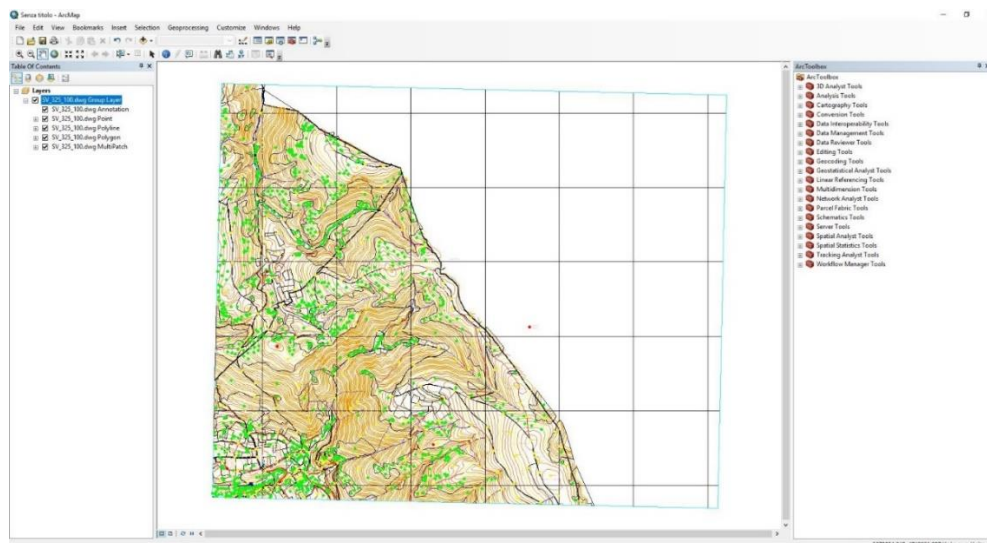 Senza titolo - ArcMap
File Edit View Bookmarks Insert Selection Geoprocessing Customize Windows Help
Table Of Contents
Layers
SV_325_100.dwg Group Layer
SV_325_100.dwg Annotation
SV_325_100.dwg Point
SV_325_100.dwg Polyline
SV_325_100.dwg Polygon
SV_325_100.dwg MultiPatch
ArcToolbox
ArcToolbox
3D Analyst Tools
Analysis Tools
Cartography Tools
Conversion Tools
Data Interoperability Tools
Data Management Tools
Data Reviewer Tools
Editing Tools
Geocoding Tools
Geostatistical Analyst Tools
Linear Referencing Tools
Multidimension Tools
Network Analyst Tools
Parcel Fabric Tools
Schematics Tools
Server Tools
Spatial Analyst Tools
Spatial Statistics Tools
Tracking Analyst Tools
Workflow Manager Tools